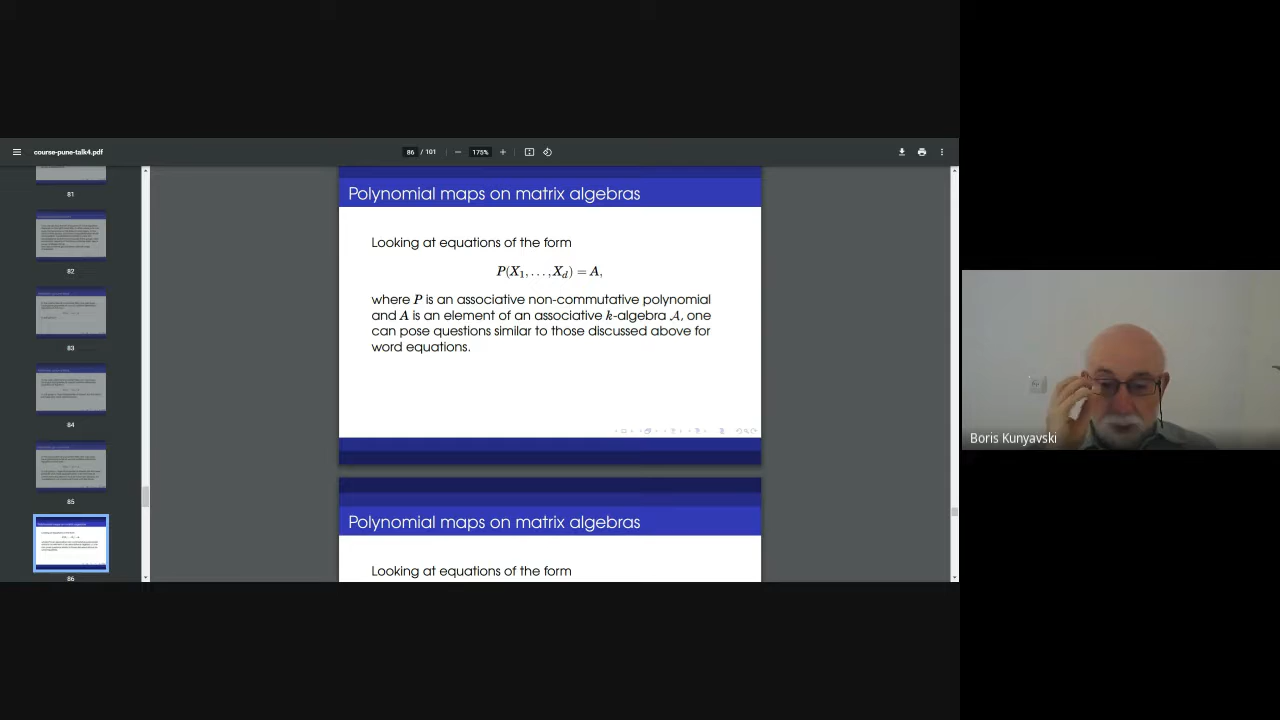 course-pune-talk4.pdf
86 / 101
175%
81
82
83
84
85
86
Polynomial maps on matrix algebras
Looking at equations of the form
P(X₁, . . . , X_d) = A,
where P is an associative non-commutative polynomial
and A is an element of an associative k-algebra 𝒜, one
can pose questions similar to those discussed above for
word equations.
Polynomial maps on matrix algebras
Looking at equations of the form
Boris Kunyavski